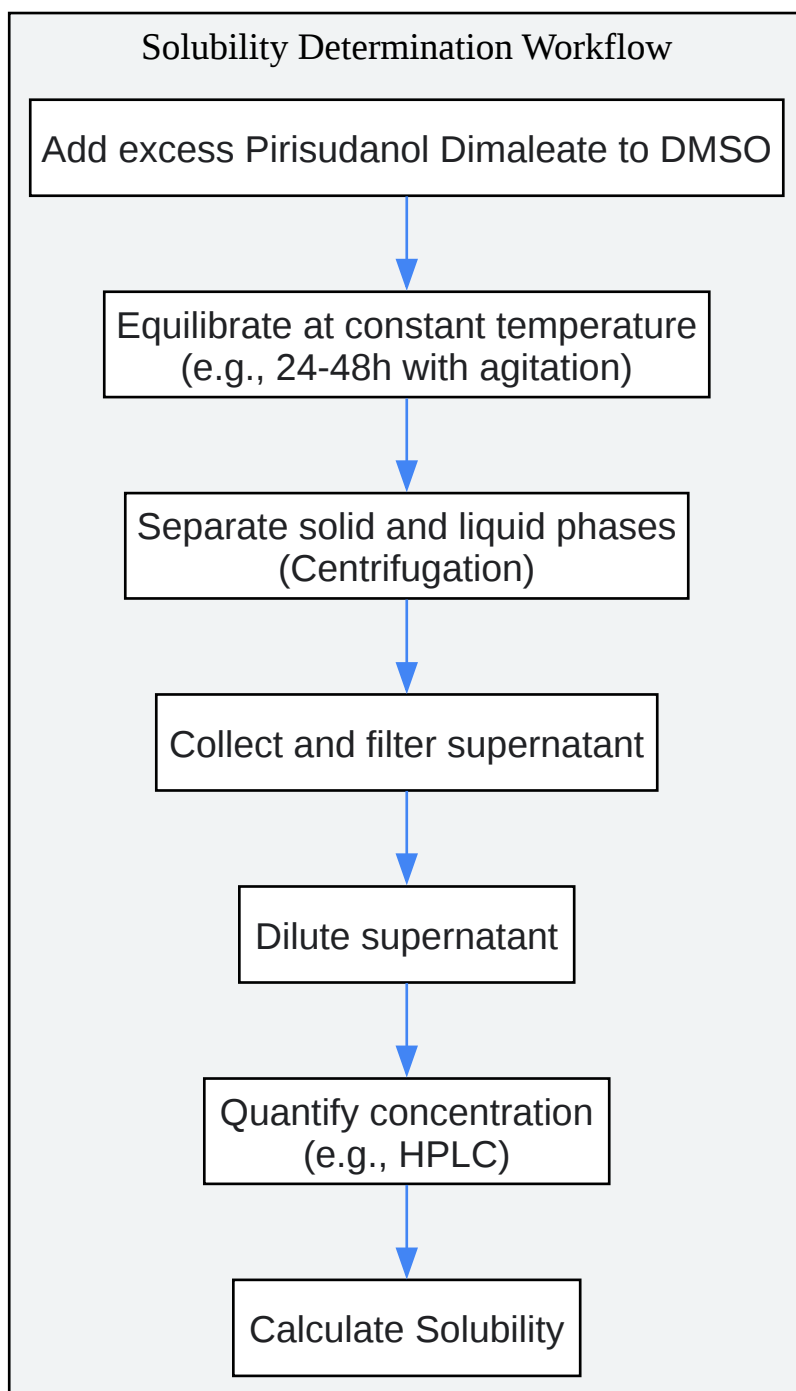 Solubility Determination Workflow
Add excess Pirisudanol Dimaleate to DMSO
Equilibrate at constant temperature
(e.g., 24-48h with agitation)
Separate solid and liquid phases
(Centrifugation)
Collect and filter supernatant
Dilute supernatant
Quantify concentration
(e.g., HPLC)
Calculate Solubility